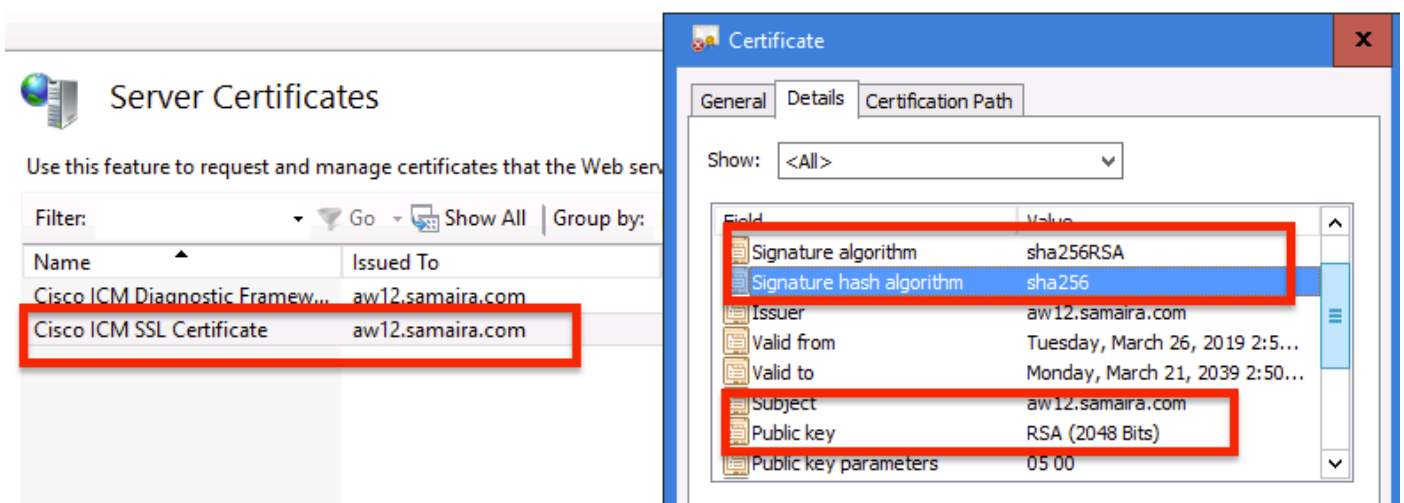 Server Certificates
Use this feature to request and manage certificates that the Web serv
Filter: Go Show All Group by:
Name Issued To
Cisco ICM Diagnostic Framew... aw12.samaira.com
Cisco ICM SSL Certificate aw12.samaira.com
Certificate x
General Details Certification Path
Show: <All>
Field Value
Signature algorithm sha256RSA
Signature hash algorithm sha256
Issuer aw12.samaira.com
Valid from Tuesday, March 26, 2019 2:5...
Valid to Monday, March 21, 2039 2:50...
Subject aw12.samaira.com
Public key RSA (2048 Bits)
Public key parameters 05 00